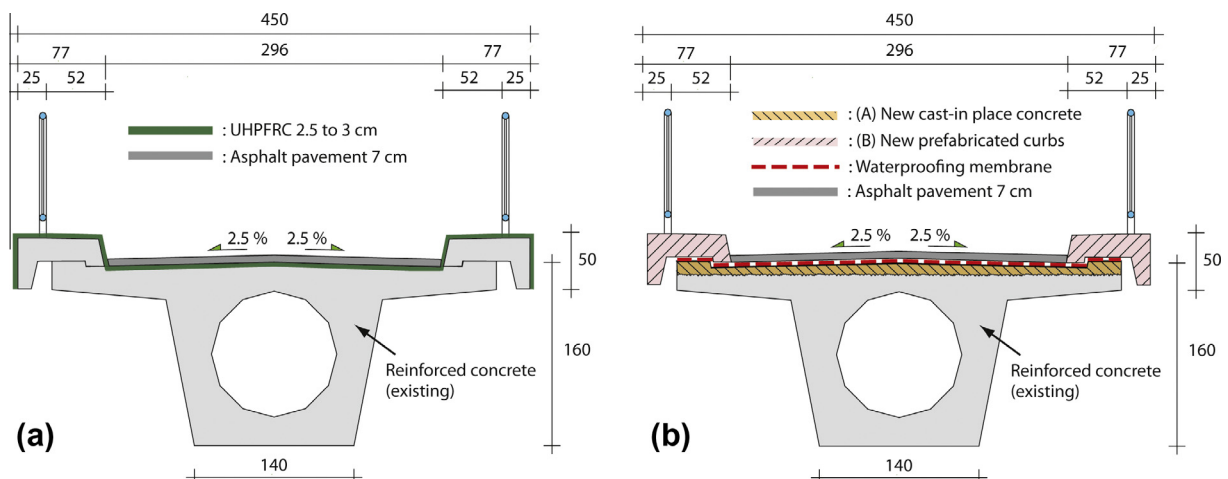 450
77 296 77
25 52 52 25
: UHPFRC 2.5 to 3 cm
: Asphalt pavement 7 cm
2.5 % 2.5 %
50
160
Reinforced concrete
(existing)
(a)
140
450
77 296 77
25 52 52 25
: (A) New cast-in place concrete
: (B) New prefabricated curbs
: Waterproofing membrane
: Asphalt pavement 7 cm
2.5 % 2.5 %
50
160
Reinforced concrete
(existing)
(b)
140